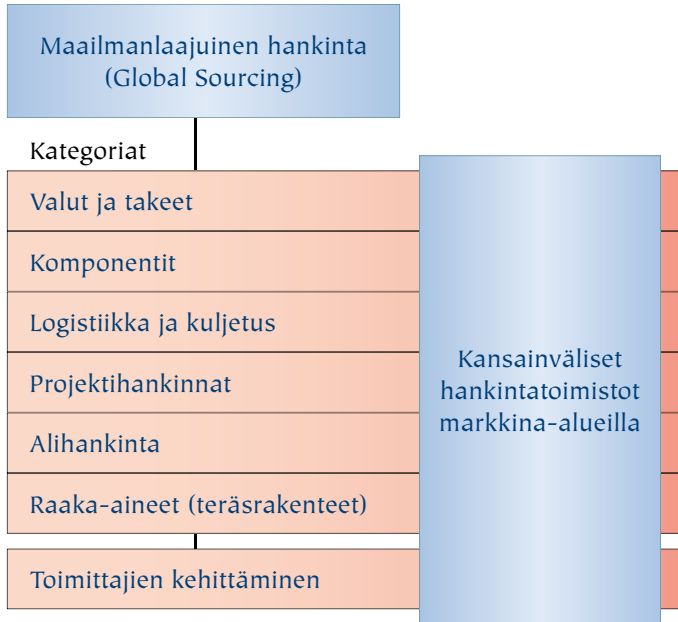 Maailmanlaajuinen hankinta
(Global Sourcing)
Kategoriat
Valut ja takeet
Komponentit
Logistiikka ja kuljetus
Projektihankinnat
Alihankinta
Raaka-aineet (teräsrakenteet)
Toimittajien kehittäminen
Kansainväliset
hankintatoimistot
markkina-alueilla